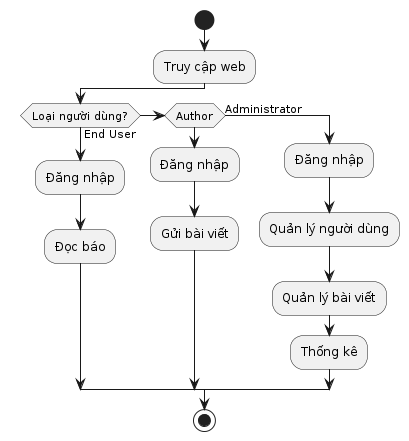 Truy cập web
Loại người dùng?
Author
Administrator
End User
Đăng nhập
Đăng nhập
Đăng nhập
Đọc báo
Gửi bài viết
Quản lý người dùng
Quản lý bài viết
Thống kê